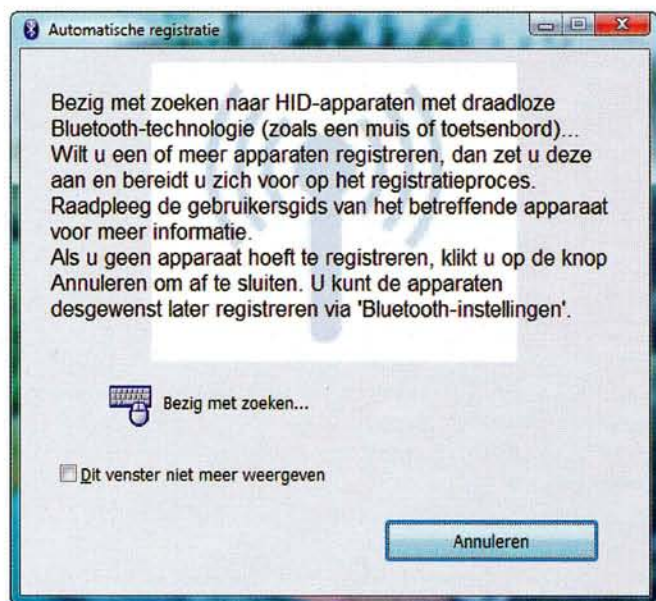 Automatische registratie
Bezig met zoeken naar HID-apparaten met draadloze
Bluetooth-technologie (zoals een muis of toetsenbord)...
Wilt u een of meer apparaten registreren, dan zet u deze
aan en bereidt u zich voor op het registratieproces.
Raadpleeg de gebruikersgids van het betreffende apparaat
voor meer informatie.
Als u geen apparaat hoeft te registreren, klikt u op de knop
Annuleren om af te sluiten. U kunt de apparaten
desgewenst later registreren via 'Bluetooth-instellingen'.
Bezig met zoeken...
Dit venster niet meer weergeven
Annuleren